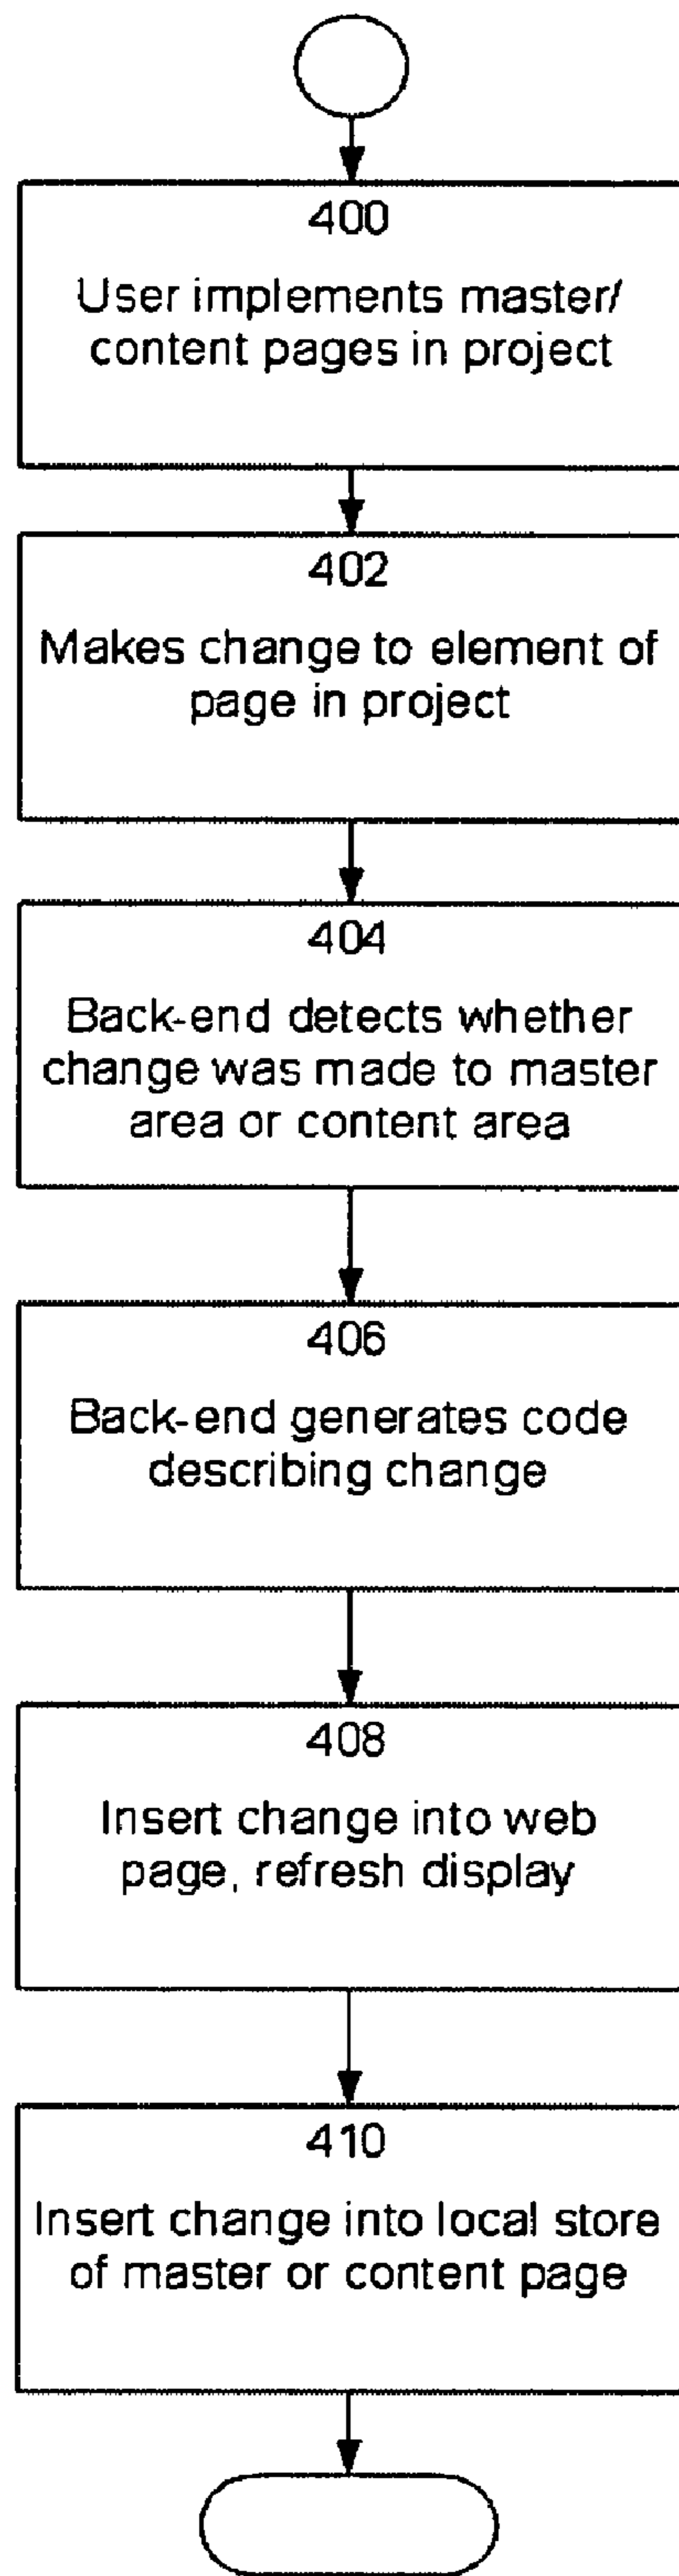 400
User implements master/
content pages in project
402
Makes change to element of
page in project
404
Back-end detects whether
change was made to master
area or content area
406
Back-end generates code
describing change
408
Insert change into web
page, refresh display
410
Insert change into local store
of master or content page